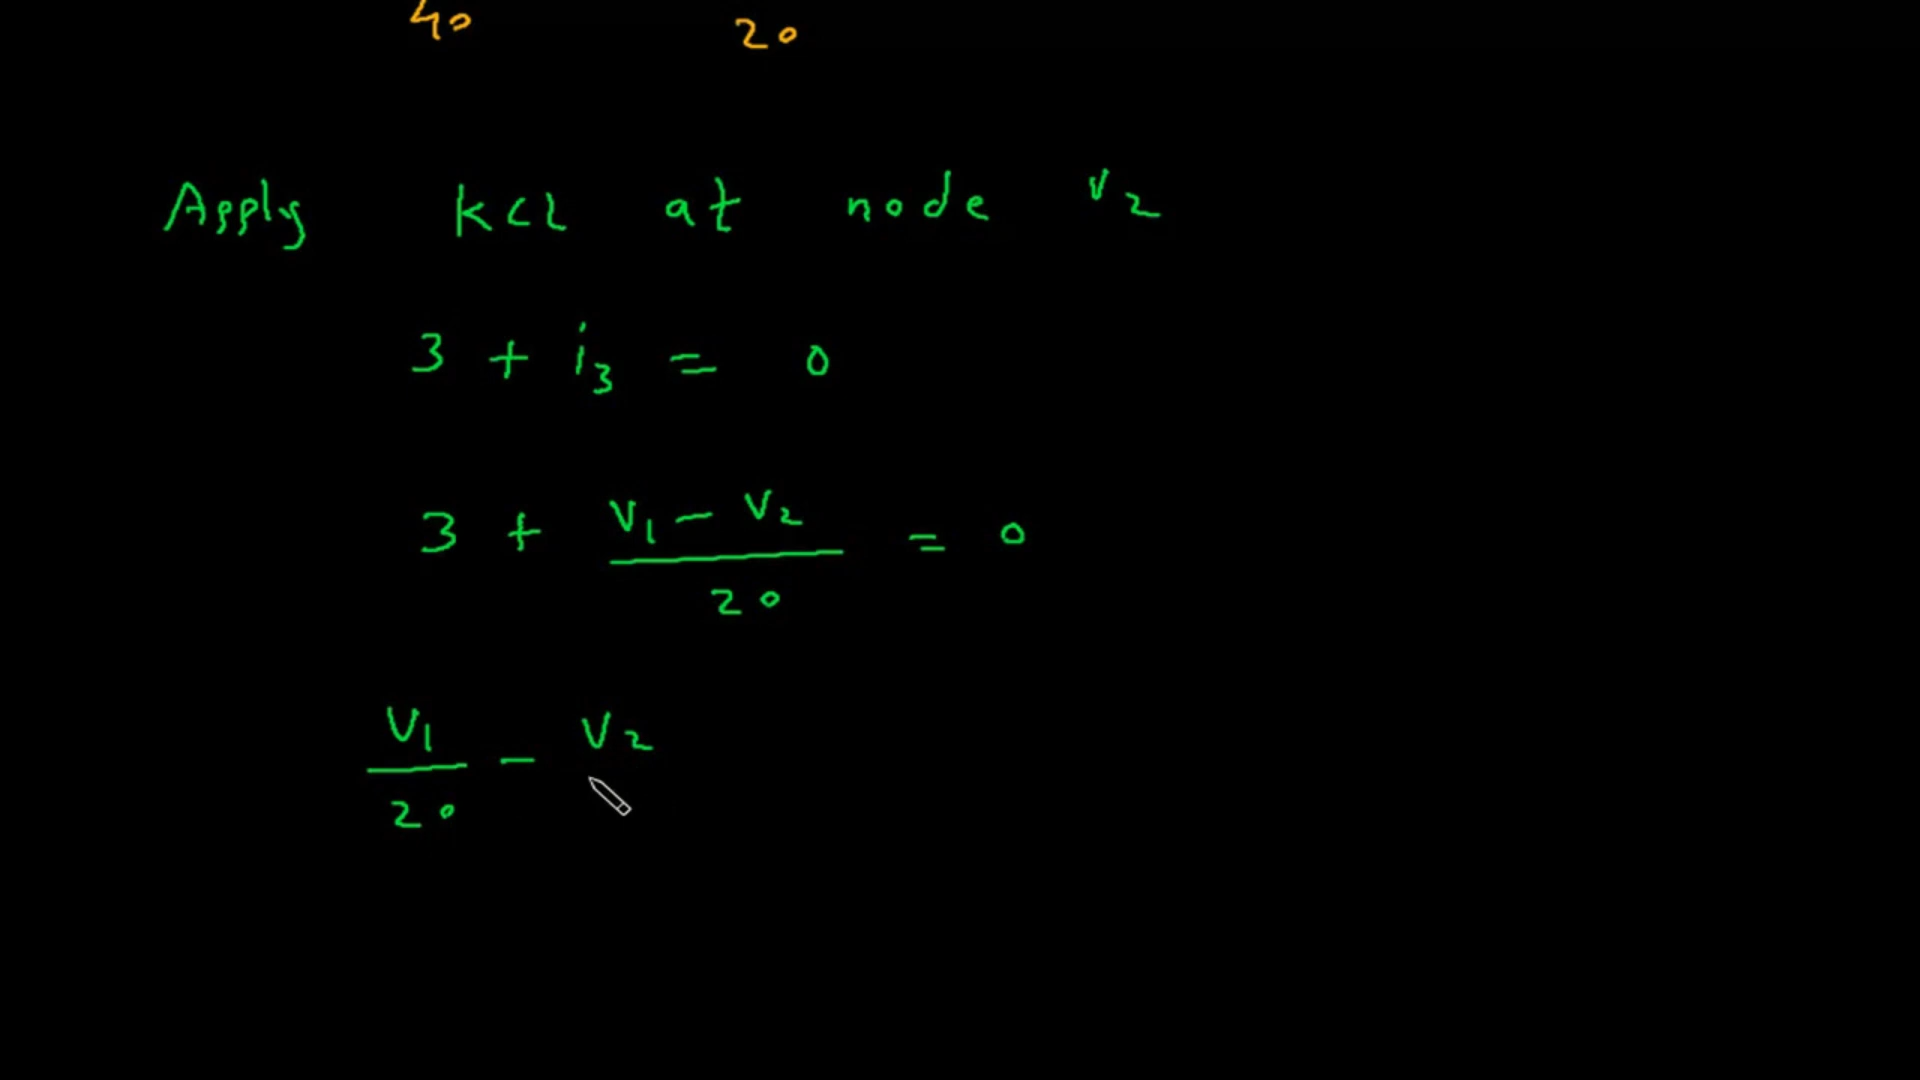 40 20
Apply KCL at node V2
3 + i3 = 0
3 + V1 - V2 / 20 = 0
V1 / 20 - V2